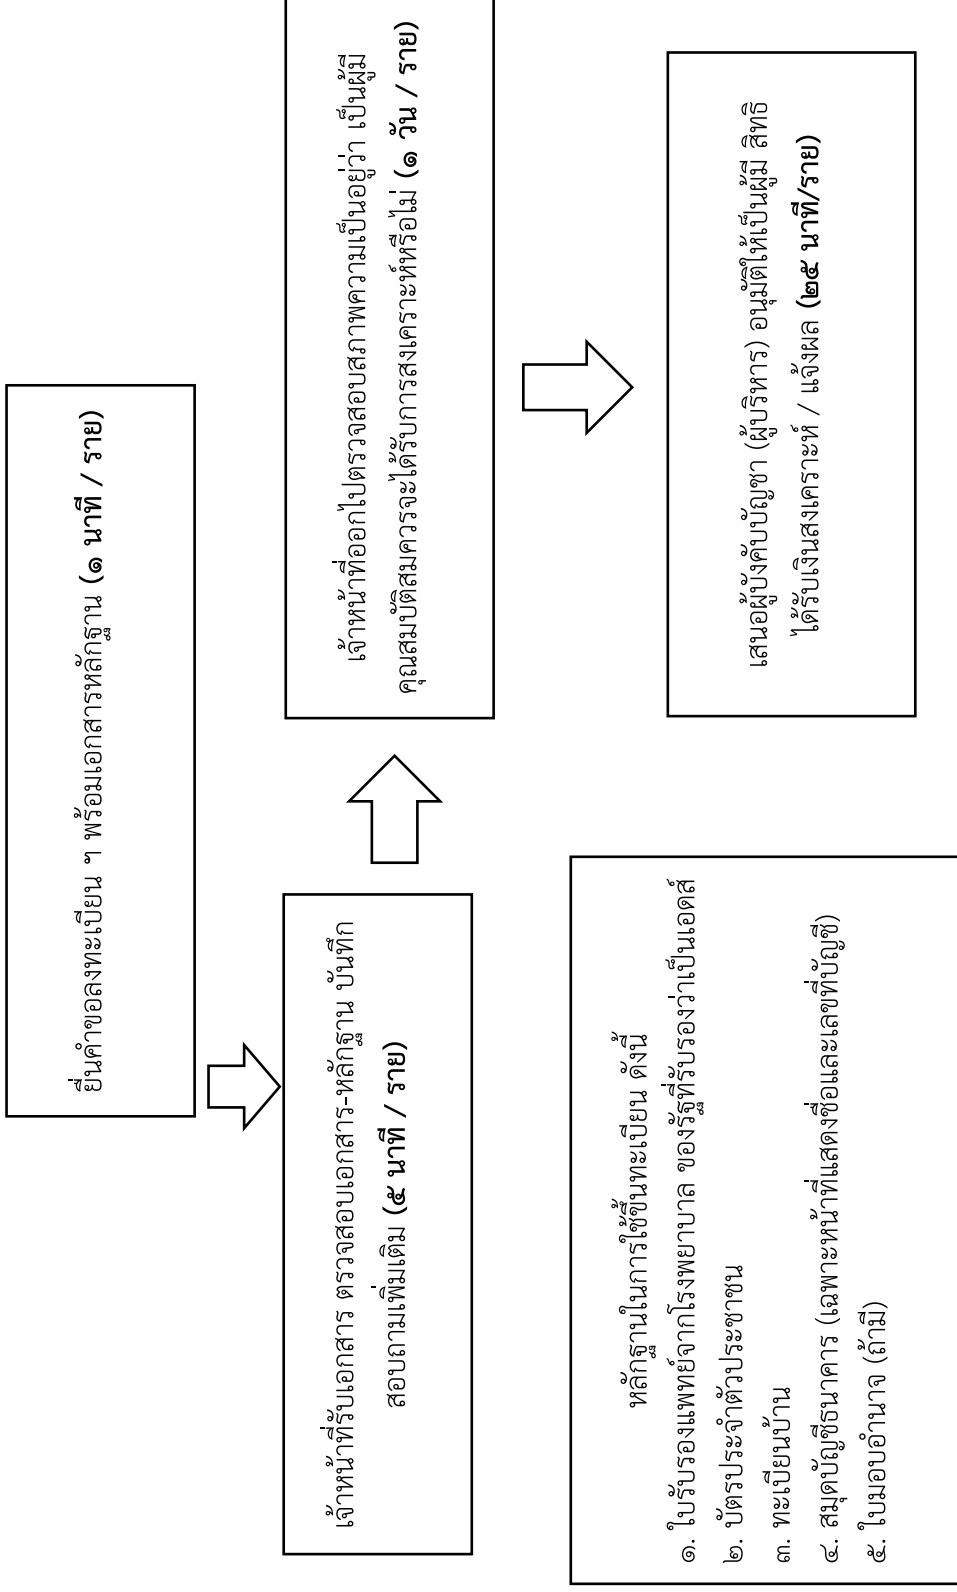 ยื่นคำขอลงทะเบียน ฯ พร้อมเอกสารหลักฐาน (๑ นาที / ราย)
เจ้าหน้าที่รับเอกสาร ตรวจสอบเอกสาร-หลักฐาน บันทึก
สอบถามเพิ่มเติม (๕ นาที / ราย)
เจ้าหน้าที่ออกไปตรวจสอบสภาพความเป็นอยู่ว่า เป็นผู้มี
คุณสมบัติสมควรจะได้รับการสงเคราะห์หรือไม่ (๑ วัน / ราย)
เสนอผู้บังคับบัญชา (ผู้บริหาร) อนุมัติให้เป็นผู้มี สิทธิ
ได้รับเงินสงเคราะห์ / แจ้งผล (๒๕ นาที/ราย)
หลักฐานในการใช้ขึ้นทะเบียน ดังนี้
๑. ใบรับรองแพทย์จากโรงพยาบาล ของรัฐที่รับรองว่าเป็นเอดส์
๒. บัตรประจำตัวประชาชน
๓. ทะเบียนบ้าน
๔. สมุดบัญชีธนาคาร (เฉพาะหน้าที่แสดงชื่อและเลขที่บัญชี)
๕. ใบมอบอำนาจ (ถ้ามี)